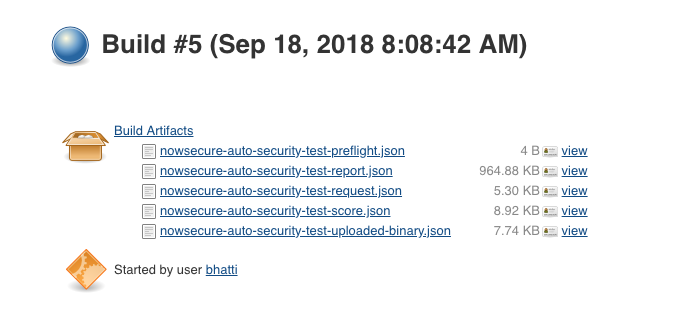 Build #5 (Sep 18, 2018 8:08:42 AM)
Build Artifacts
nowsecure-auto-security-test-preflight.json 4 B view
nowsecure-auto-security-test-report.json 964.88 KB view
nowsecure-auto-security-test-request.json 5.30 KB view
nowsecure-auto-security-test-score.json 8.92 KB view
nowsecure-auto-security-test-uploaded-binary.json 7.74 KB view
Started by user bhatti